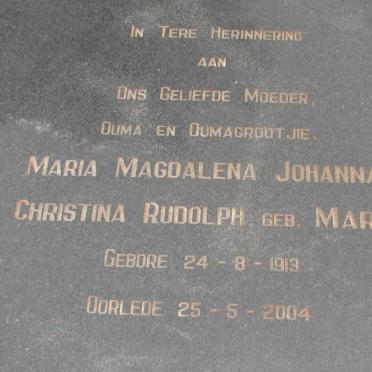 In Tere Herinnering
aan
Ons Geliefde Moeder,
Ouma en Oumagrootjie.
Maria Magdalena Johanna
Christina Rudolph geb. Mar
Gebore 24 - 8 - 1913
Oorlede 25 - 5 - 2004